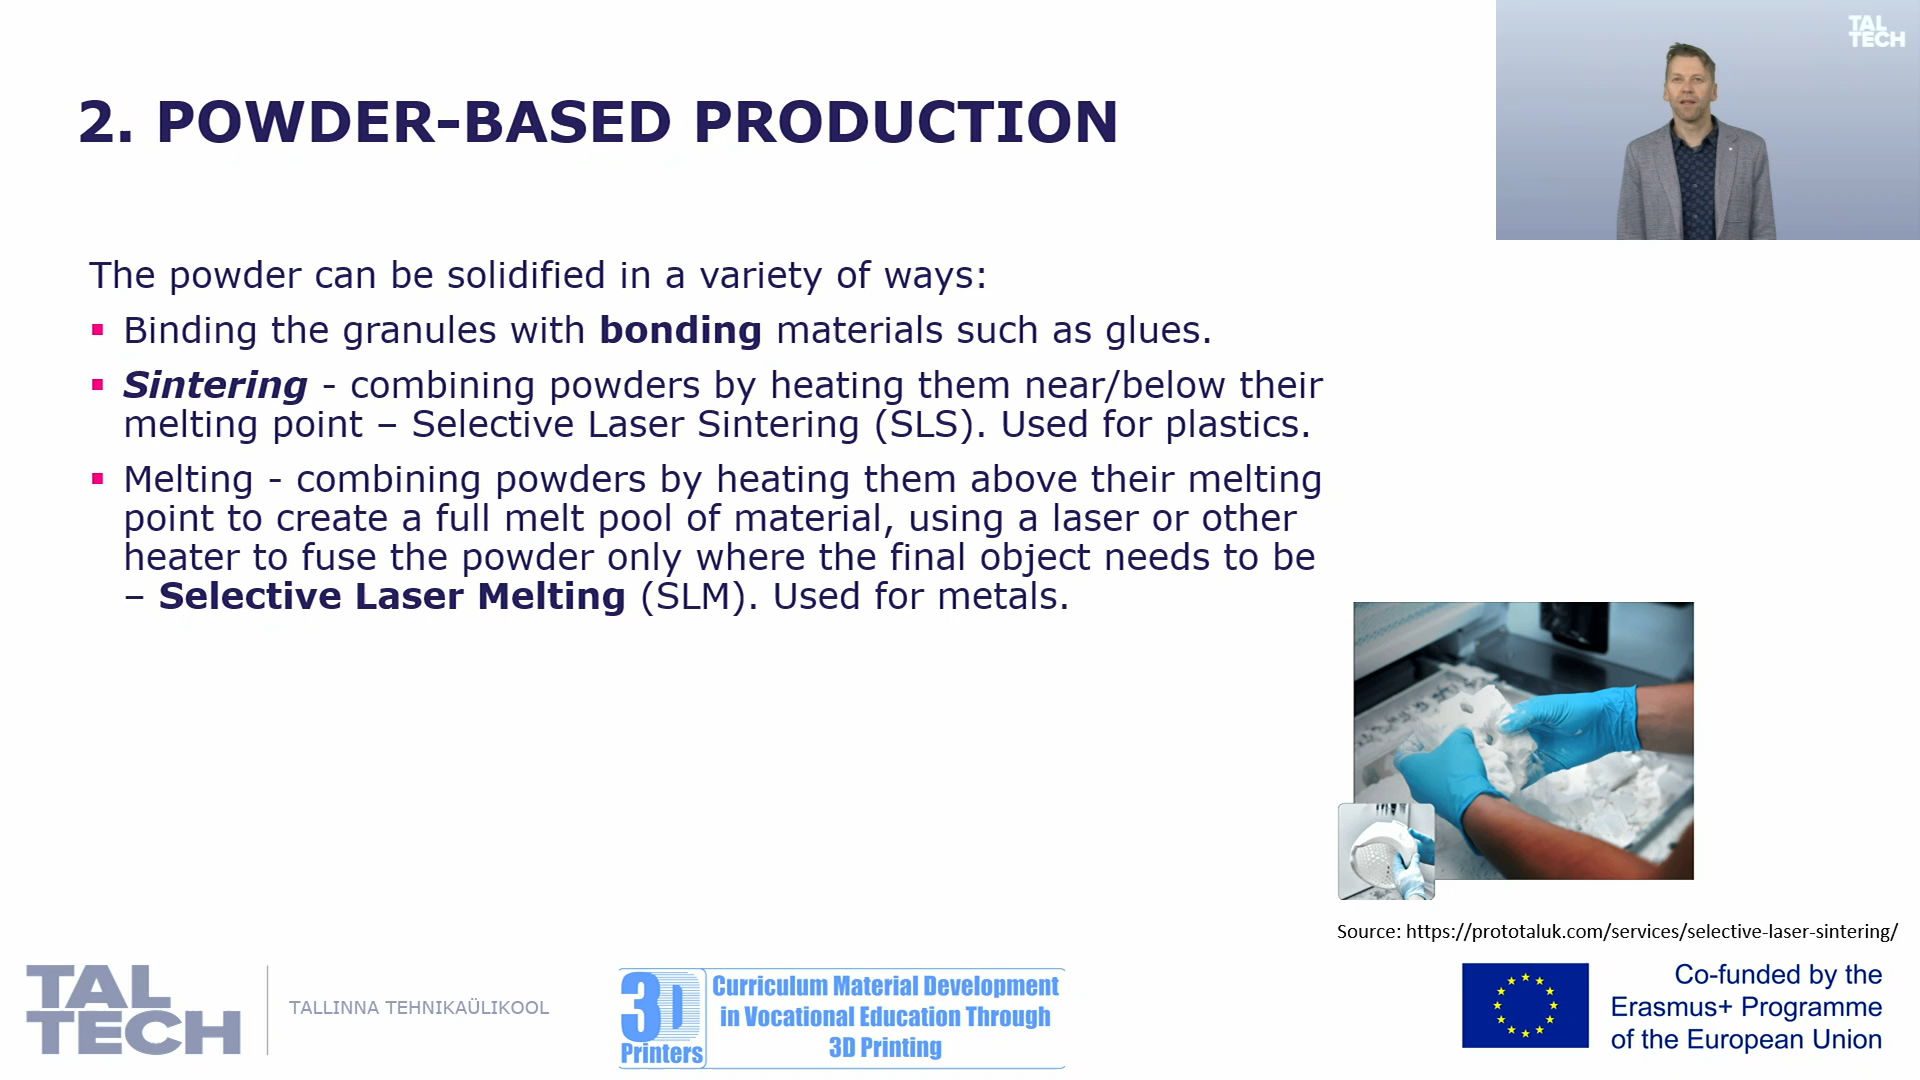 TAL
TECH
2. POWDER-BASED PRODUCTION
The powder can be solidified in a variety of ways:
▪ Binding the granules with bonding materials such as glues.
▪ Sintering - combining powders by heating them near/below their
melting point – Selective Laser Sintering (SLS). Used for plastics.
▪ Melting - combining powders by heating them above their melting
point to create a full melt pool of material, using a laser or other
heater to fuse the powder only where the final object needs to be
– Selective Laser Melting (SLM). Used for metals.
Source: https://prototaluk.com/services/selective-laser-sintering/
TAL
TECH
TALLINNA TEHNIKAÜLIKOOL
3D
Printers
Curriculum Material Development
in Vocational Education Through
3D Printing
Co-funded by the
Erasmus+ Programme
of the European Union